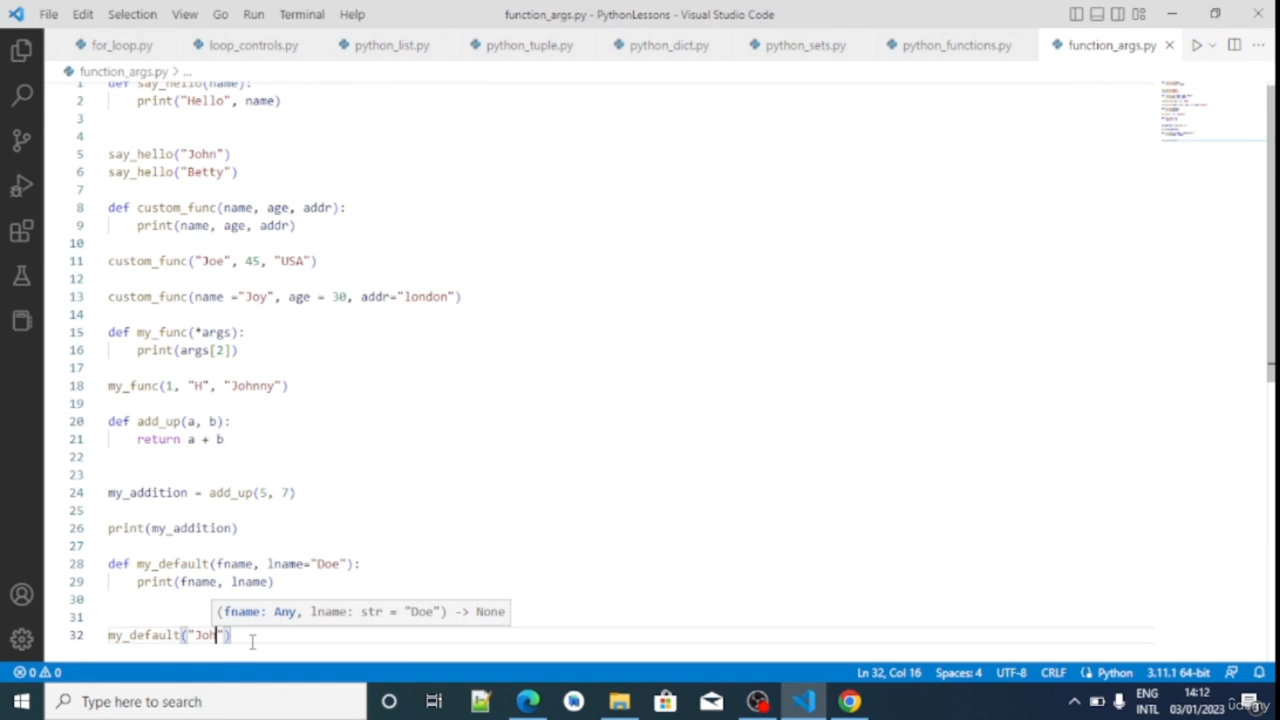 File Edit Selection View Go Run Terminal Help function_args.py - PythonLessons - Visual Studio Code
for_loop.py loop_controls.py python_list.py python_tuple.py python_dict.py python_sets.py python_functions.py function_args.py
function_args.py > ...
1 def say_hello(name):
2 print("Hello", name)
3
4
5 say_hello("John")
6 say_hello("Betty")
7
8 def custom_func(name, age, addr):
9 print(name, age, addr)
10
11 custom_func("Joe", 45, "USA")
12
13 custom_func(name ="Joy", age = 30, addr="london")
14
15 def my_func(*args):
16 print(args[2])
17
18 my_func(1, "H", "Johnny")
19
20 def add_up(a, b):
21 return a + b
22
23
24 my_addition = add_up(5, 7)
25
26 print(my_addition)
27
28 def my_default(fname, lname="Doe"):
29 print(fname, lname)
30
(fname: Any, lname: str = "Doe") -> None
31
32 my_default("Joh")
0 0 Ln 32, Col 16 Spaces: 4 UTF-8 CRLF Python 3.11.1 64-bit
Type here to search
ENG 14:12
INTL 03/01/2023
udemy